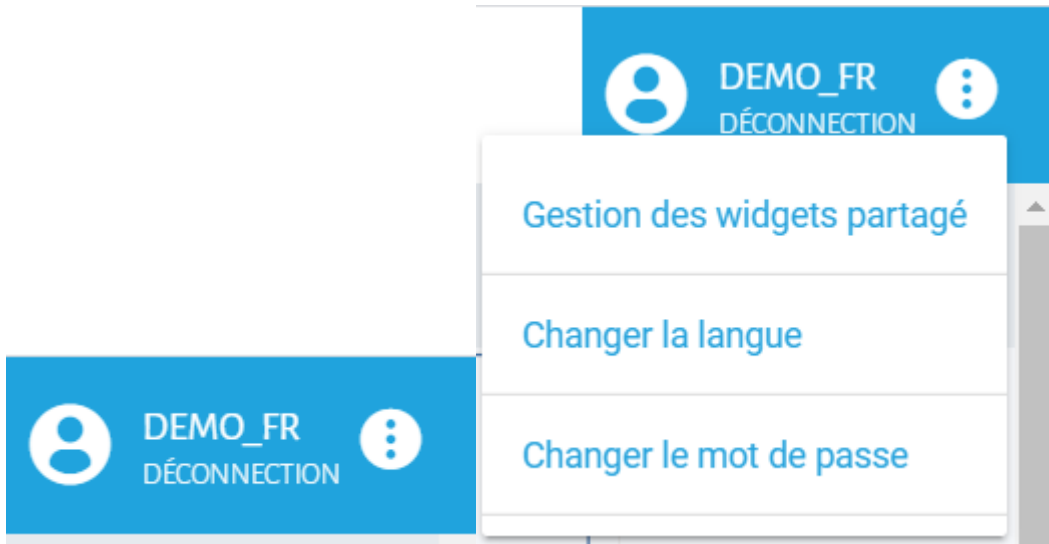 DEMO_FR
DÉCONNECTION
Gestion des widgets partagé
Changer la langue
Changer le mot de passe
DEMO_FR
DÉCONNECTION